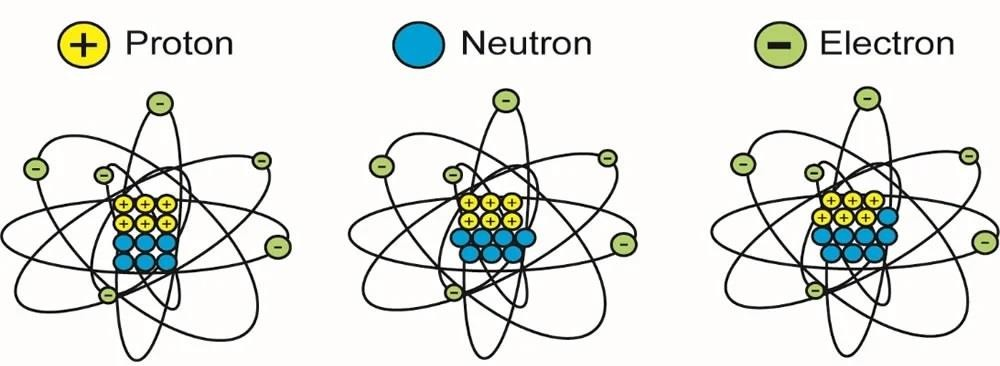 + Proton
Neutron
- Electron
- - -
- - - -
- - - -
- - - -
- - -
+ + + + + +
+ + + + + +
+ + + + + +